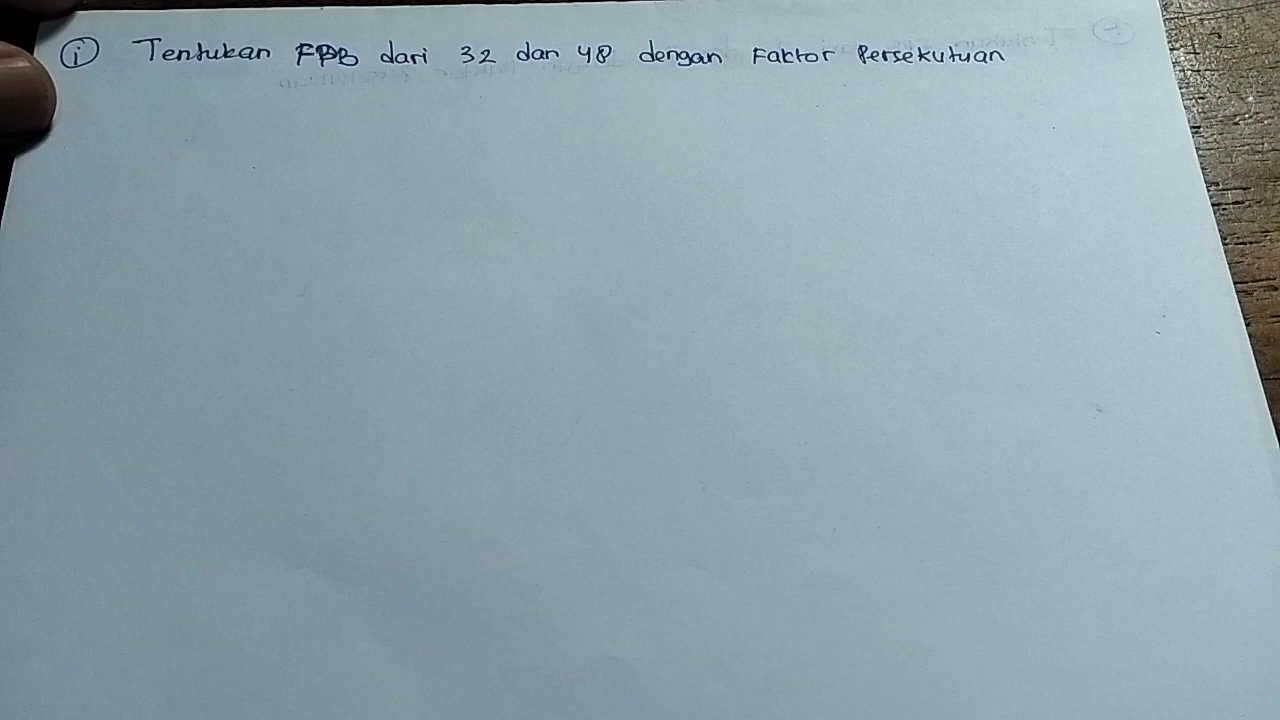 ① Tentukan FPB dari 32 dan 48 dengan Faktor Persekutuan